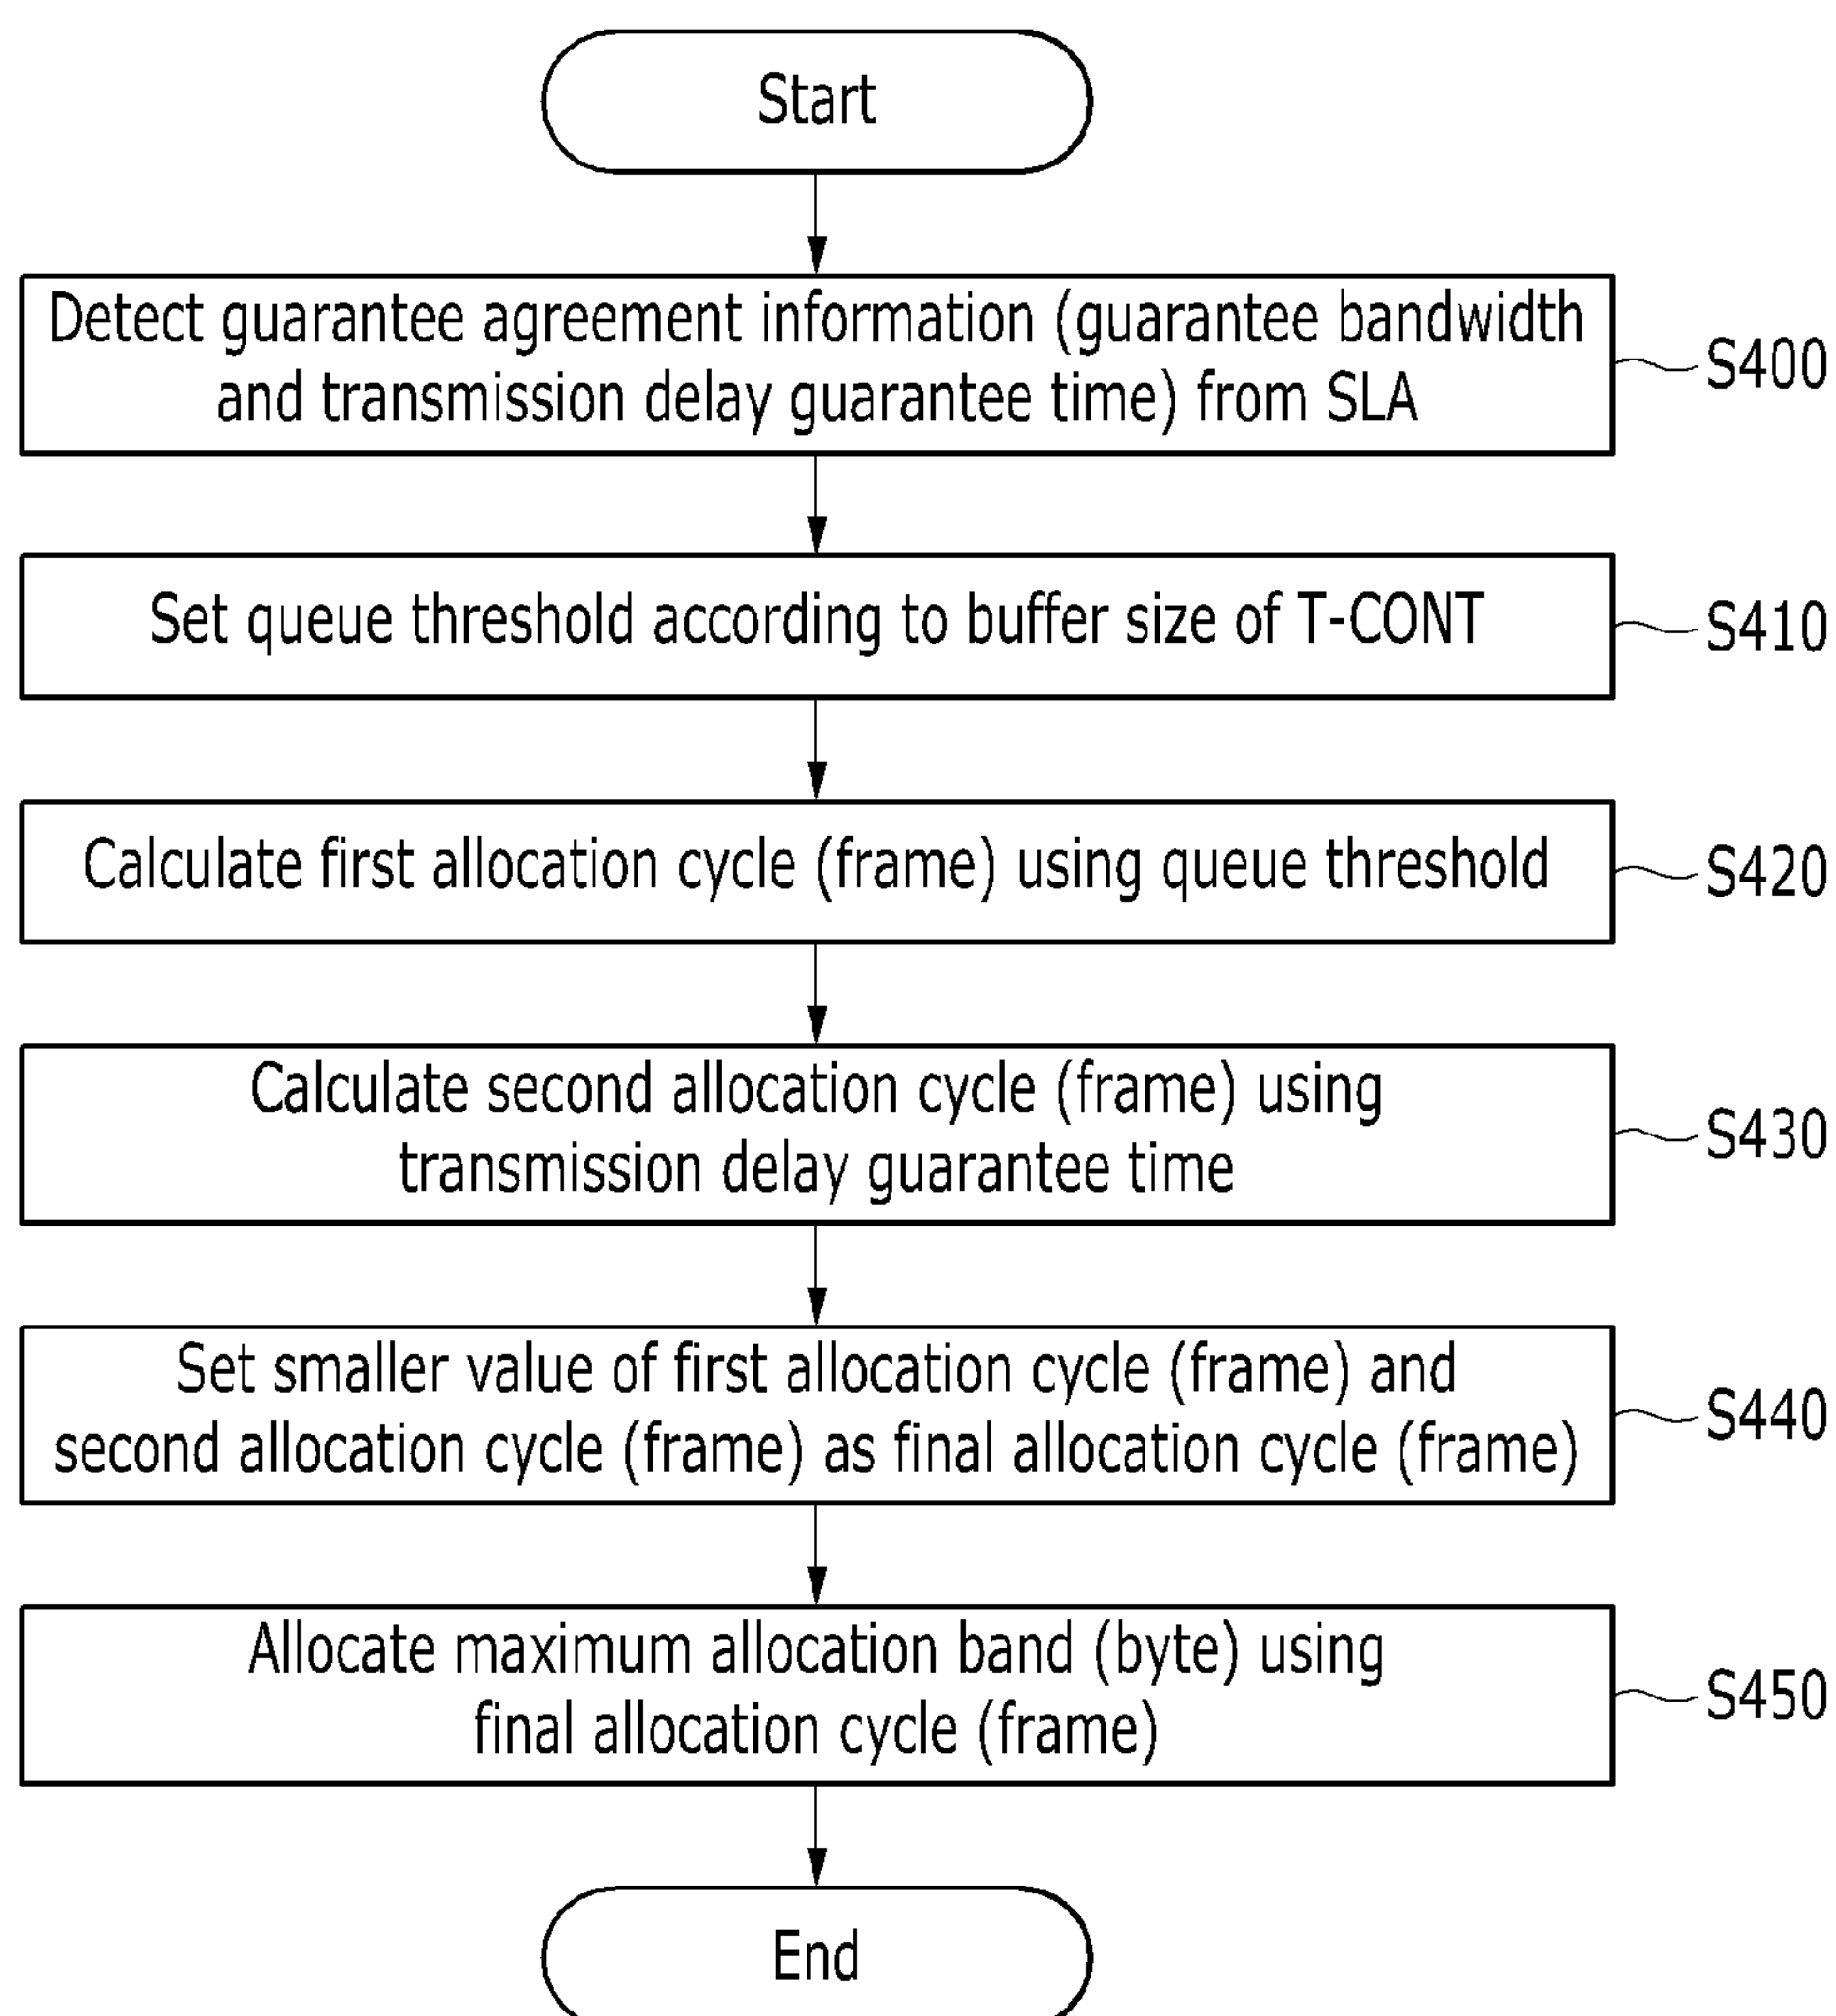 Start
Detect guarantee agreement information (guarantee bandwidth
and transmission delay guarantee time) from SLA
S400
Set queue threshold according to buffer size of T-CONT
S410
Calculate first allocation cycle (frame) using queue threshold
S420
Calculate second allocation cycle (frame) using
transmission delay guarantee time
S430
Set smaller value of first allocation cycle (frame) and
second allocation cycle (frame) as final allocation cycle (frame)
S440
Allocate maximum allocation band (byte) using
final allocation cycle (frame)
S450
End